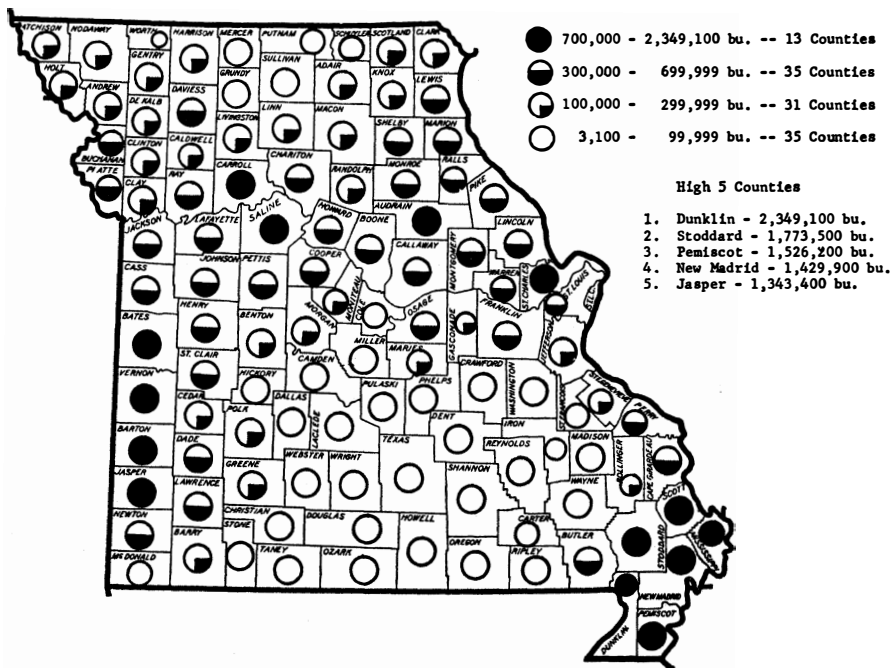 700,000 - 2,349,100 bu. -- 13 Counties
300,000 - 699,999 bu. -- 35 Counties
100,000 - 299,999 bu. -- 31 Counties
3,100 - 99,999 bu. -- 35 Counties
High 5 Counties
1. Dunklin - 2,349,100 bu.
2. Stoddard - 1,773,500 bu.
3. Pemiscot - 1,526,200 bu.
4. New Madrid - 1,429,900 bu.
5. Jasper - 1,343,400 bu.
ATCHISON
NODAWAY
WORTH
HARRISON
MERCER
PUTNAM
SCHUYLER
SCOTLAND
CLARK
HOLT
GENTRY
GRUNDY
SULLIVAN
ADAIR
KNOX
LEWIS
ANDREW
DE KALB
DAVIESS
LINN
MACON
SHELBY
MARION
BUCHANAN
CLINTON
CALDWELL
LIVINGSTON
CHARITON
RANDOLPH
MONROE
RALLS
PLATTE
CLAY
RAY
CARROLL
AUDRAIN
PIKE
JACKSON
LAFAYETTE
SALINE
HOWARD
BOONE
CALLAWAY
MONTGOMERY
LINCOLN
WARREN
ST. CHARLES
ST. LOUIS
CASS
JOHNSON
PETTIS
COOPER
MONITEAU
COLE
OSAGE
GASCONADE
FRANKLIN
JEFFERSON
BATES
HENRY
BENTON
MORGAN
MILLER
MARIES
ST. CLAIR
CAMDEN
CRAWFORD
WASHINGTON
STE. GENEVIEVE
PERRY
VERNON
HICKORY
DALLAS
LACLEDE
PULASKI
PHELPS
DENT
IRON
CEDAR
POLK
BARTON
DADE
TEXAS
REYNOLDS
MADISON
BOLLINGER
CAPE GIRARDEAU
JASPER
GREENE
WEBSTER
WRIGHT
SHANNON
WAYNE
SCOTT
LAWRENCE
NEWTON
CHRISTIAN
DOUGLAS
HOWELL
CARTER
BUTLER
STODDARD
MISSISSIPPI
STONE
BARRY
McDONALD
TANEY
OZARK
OREGON
RIPLEY
NEW MADRID
DUNKLIN
PEMISCOT